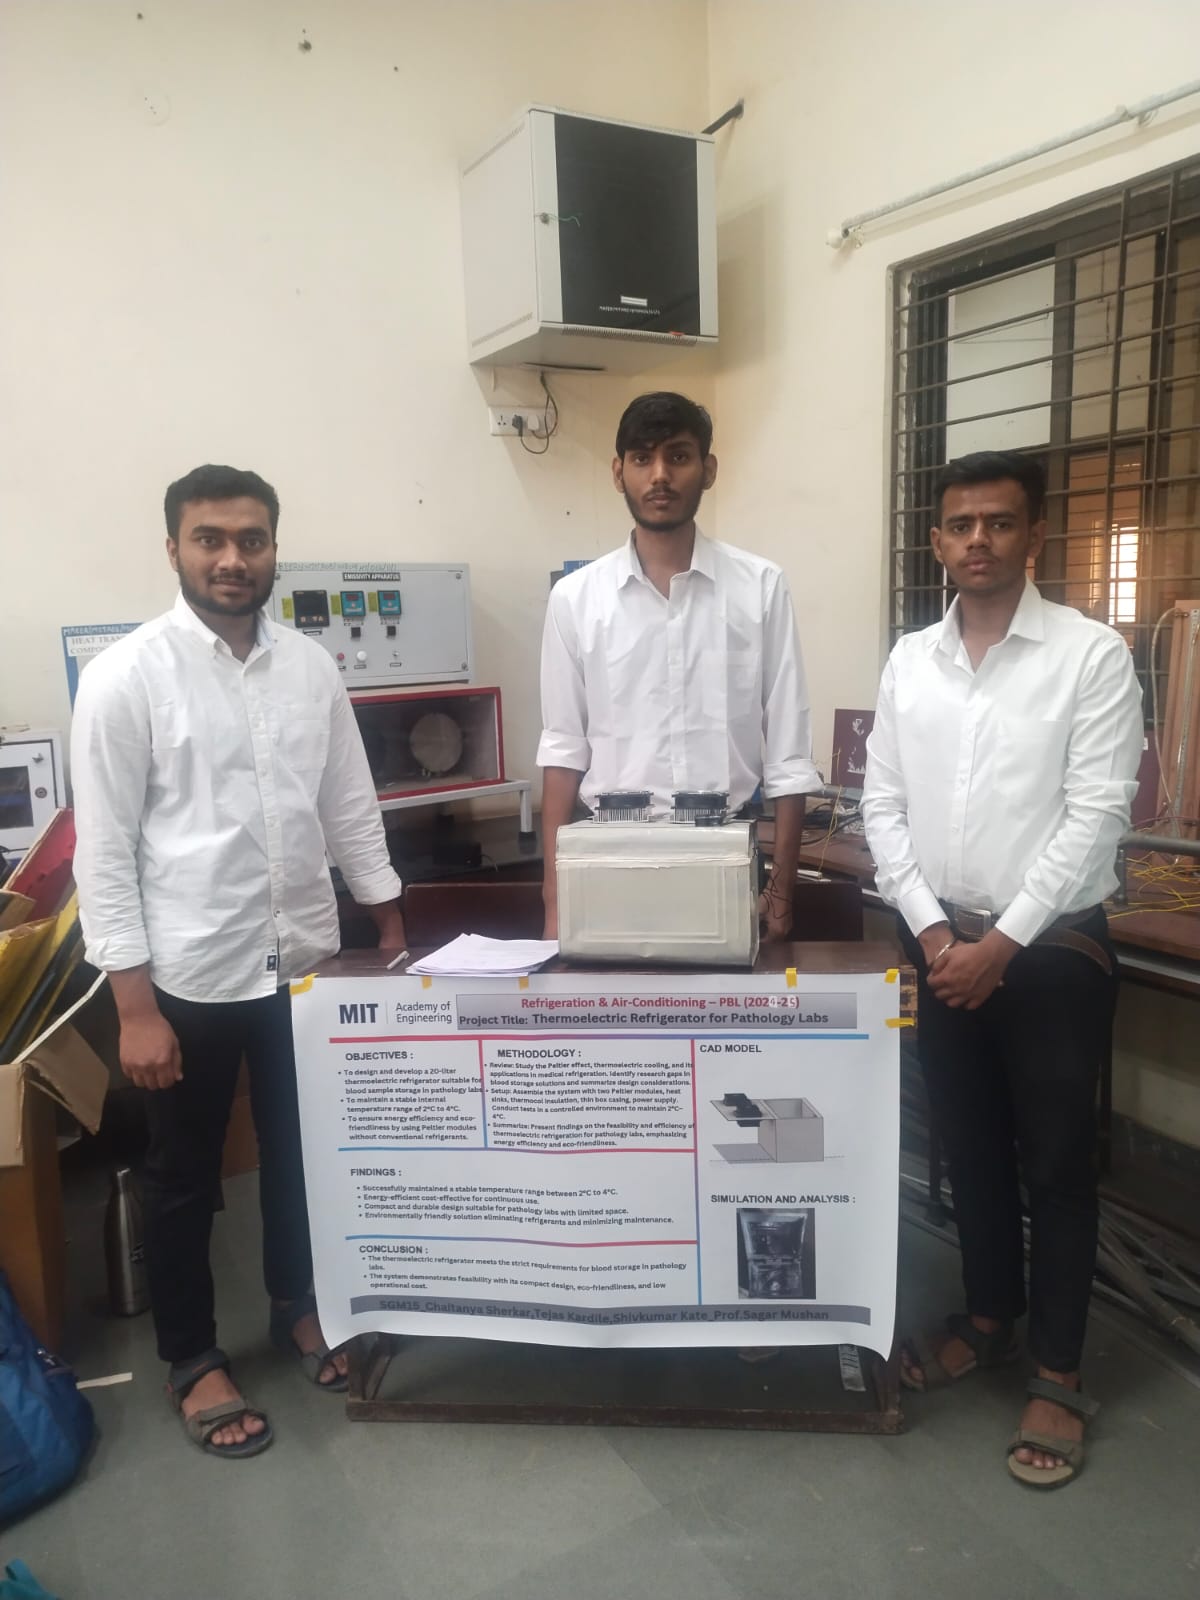 EMISSIVITY APPARATUS
HEAT TRAN
COMPO
MIT
Academy of
Engineering
Refrigeration & Air-Conditioning – PBL (2024-25)
Project Title: Thermoelectric Refrigerator for Pathology Labs
OBJECTIVES :
• To design and develop a 20-liter
thermoelectric refrigerator suitable for
blood sample storage in pathology labs
• To maintain a stable internal
temperature range of 2°C to 4°C.
• To ensure energy efficiency and eco-
friendliness by using Peltier modules
without conventional refrigerants.
METHODOLOGY :
• Review: Study the Peltier effect, thermoelectric cooling, and its
applications in medical refrigeration. Identify research gaps in
blood storage solutions and summarize design considerations.
• Setup: Assemble the system with two Peltier modules, heat
sinks, thermocol insulation, thin box casing, power supply.
Conduct tests in a controlled environment to maintain 2°C–
4°C.
• Summarize: Present findings on the feasibility and efficiency of
thermoelectric refrigeration for pathology labs, emphasizing
energy efficiency and eco-friendliness.
FINDINGS :
• Successfully maintained a stable temperature range between 2°C to 4°C.
• Energy-efficient cost-effective for continuous use.
• Compact and durable design suitable for pathology labs with limited space.
• Environmentally friendly solution eliminating refrigerants and minimizing maintenance.
CONCLUSION :
• The thermoelectric refrigerator meets the strict requirements for blood storage in pathology
labs.
• The system demonstrates feasibility with its compact design, eco-friendliness, and low
operational cost.
CAD MODEL
SIMULATION AND ANALYSIS :
SGM15_Chaitanya Sherkar,Tejas Kardile,Shivkumar Kate_Prof.Sagar Mushan